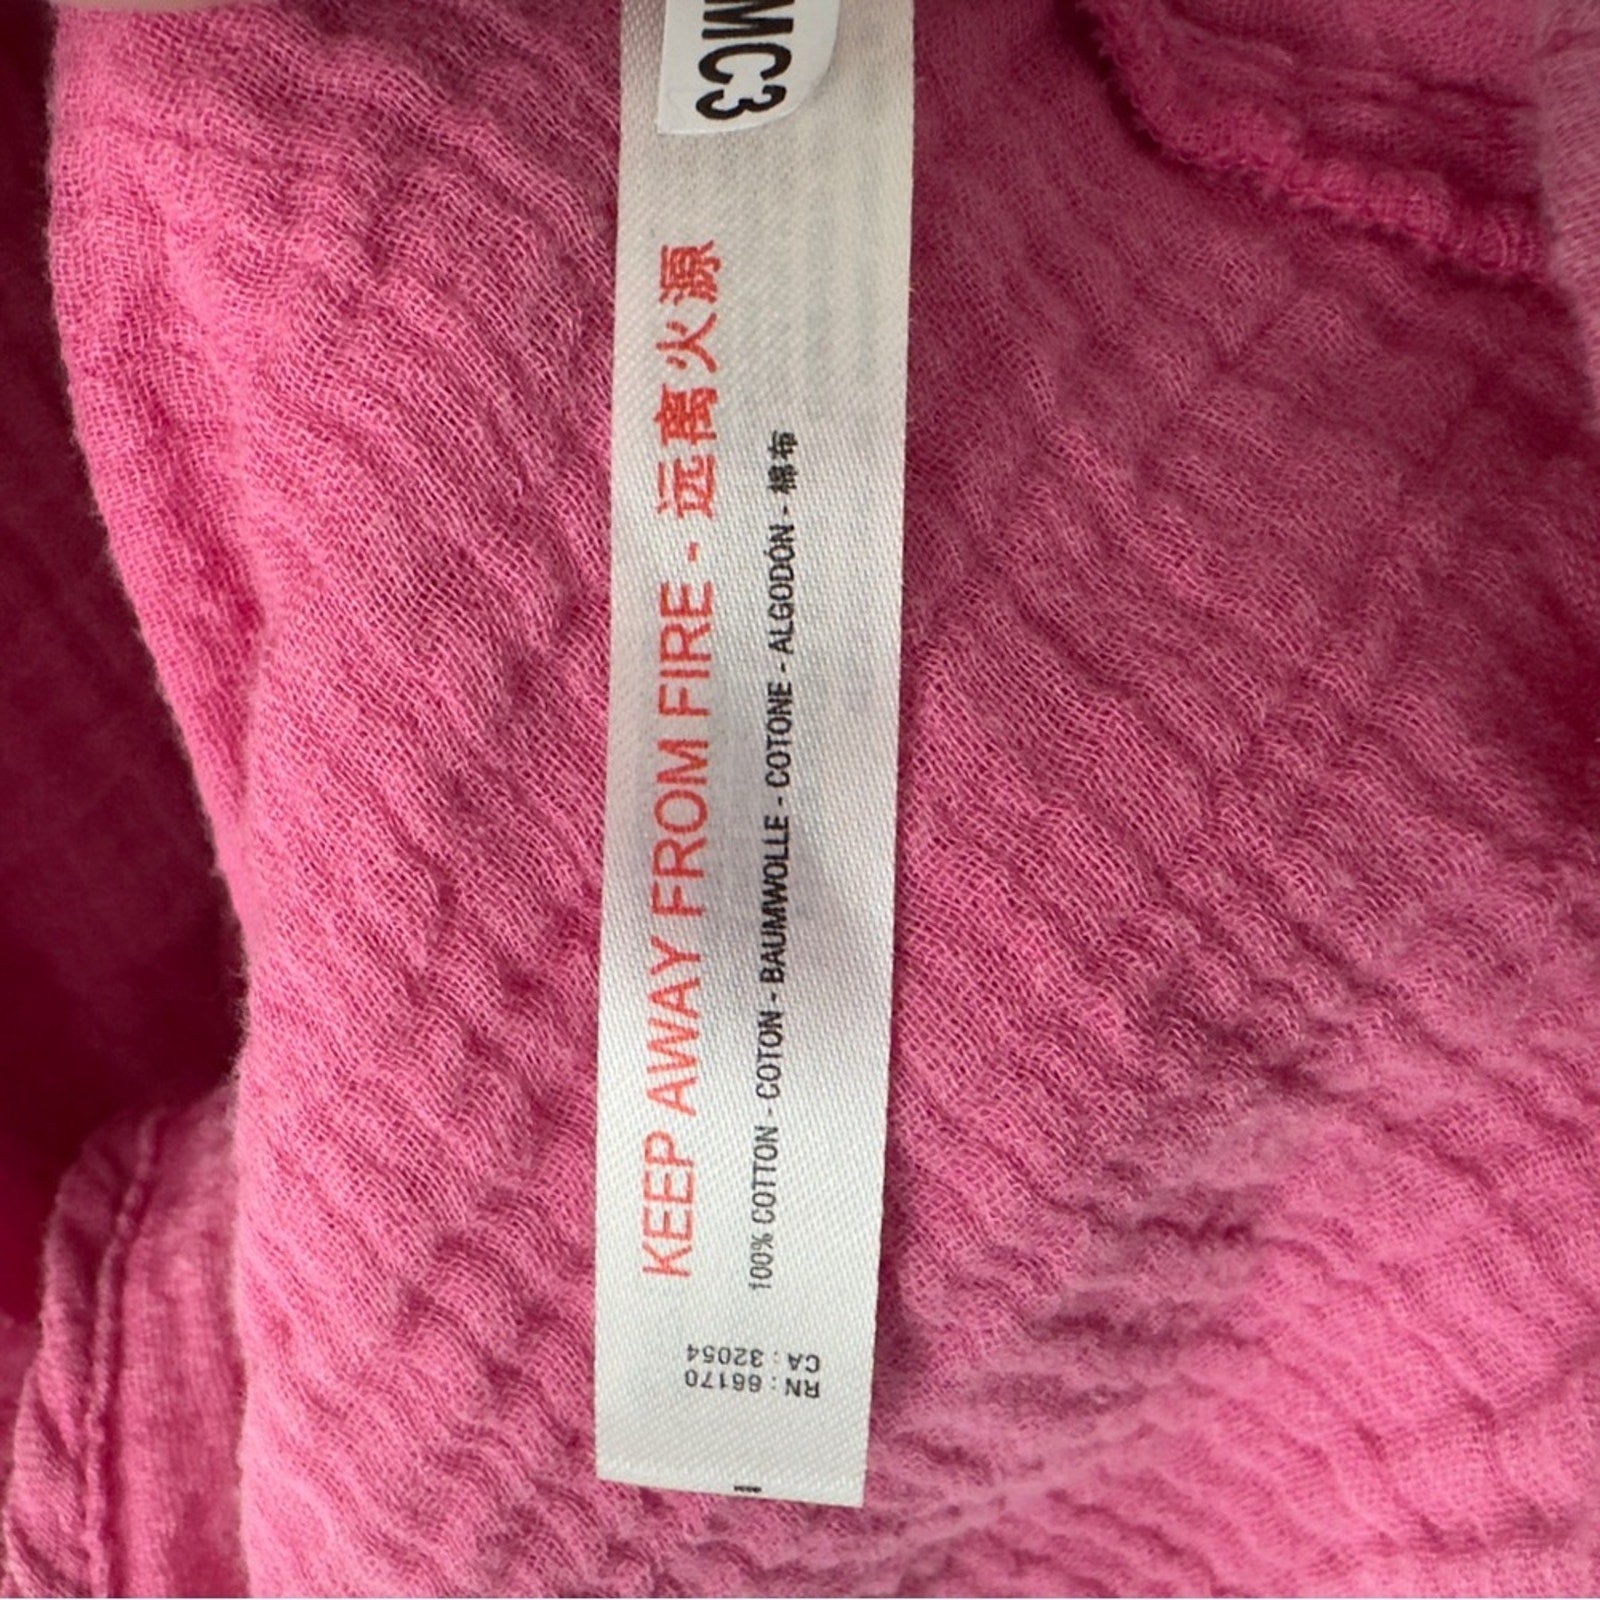 MC3
KEEP AWAY FROM FIRE - 远离火源
100% COTTON - COTON - BAUMWOLLE - COTONE - ALGODÓN - 棉布
RN : 66170
CA : 32054